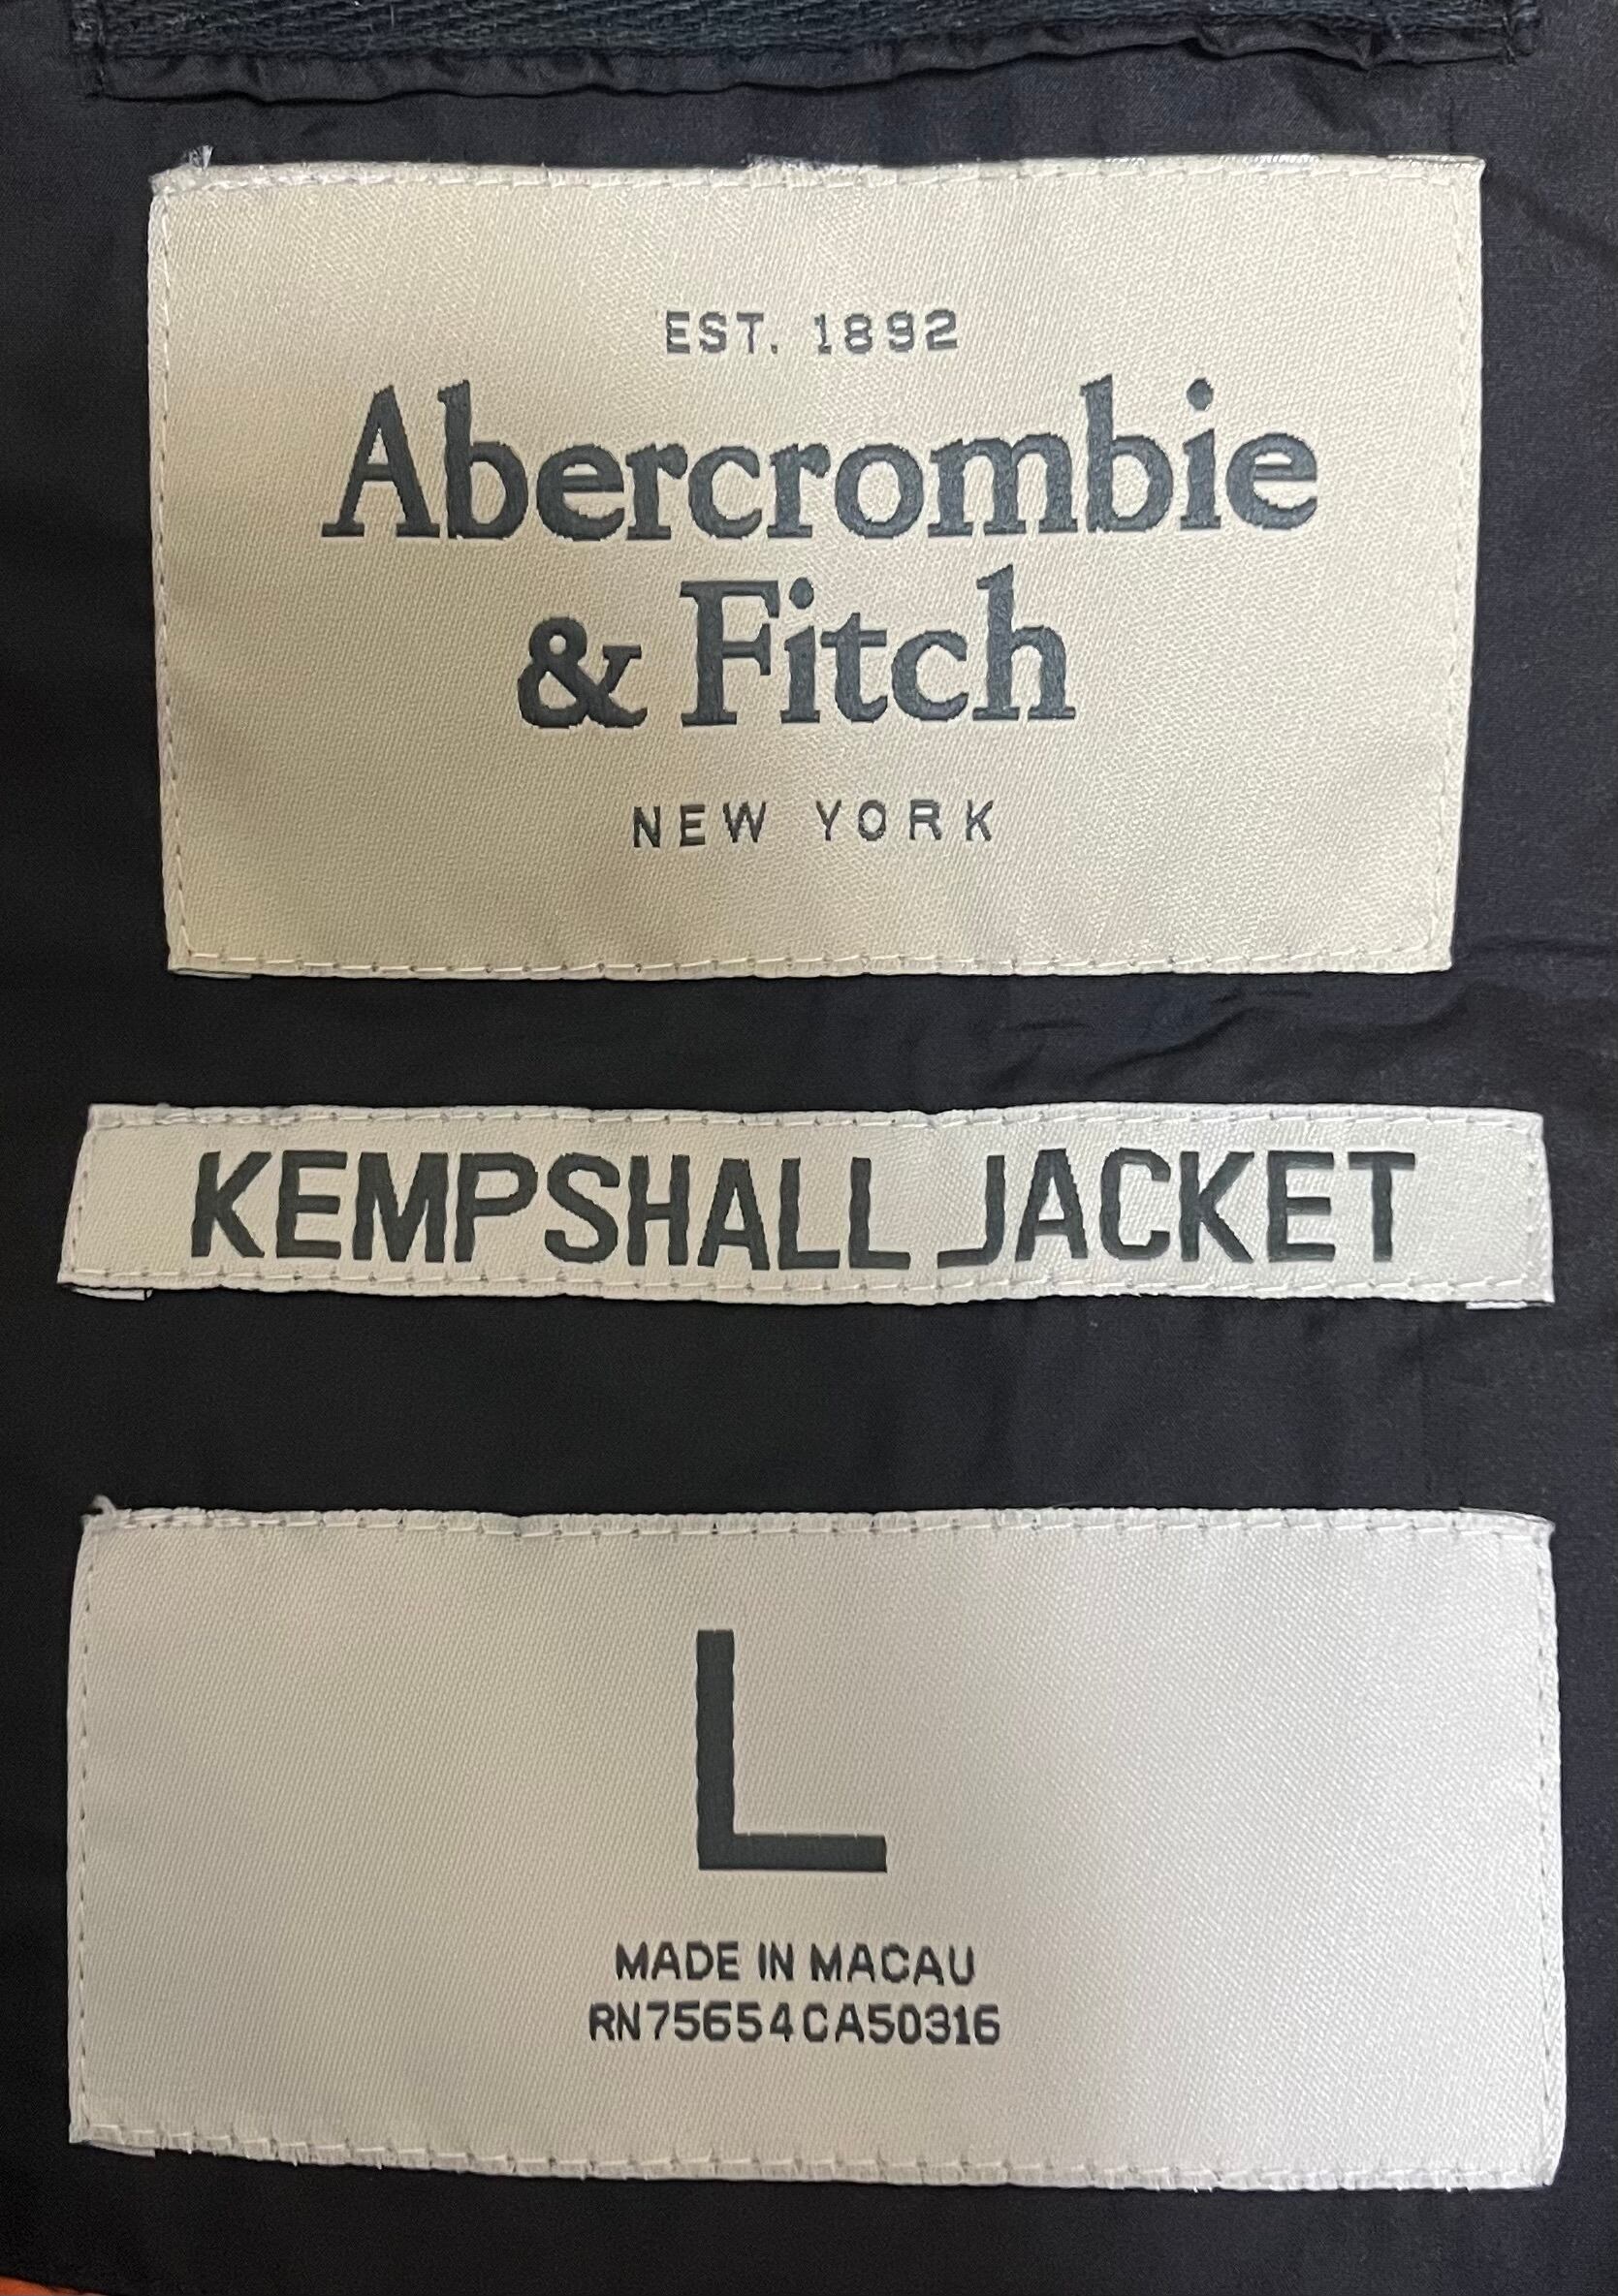 EST. 1892
Abercrombie
& Fitch
NEW YORK
KEMPSHALL JACKET
L
MADE IN MACAU
RN75654CA50316